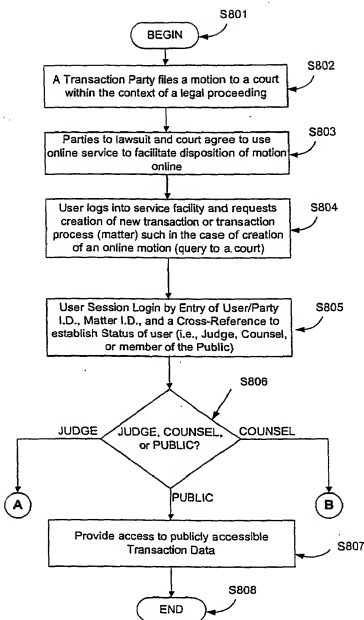 S801
BEGIN
S802
A Transaction Party files a motion to a court
within the context of a legal proceeding
S803
Parties to lawsuit and court agree to use
online service to facilitate disposition of motion
online
S804
User logs into service facility and requests
creation of new transaction or transaction
process (matter) such in the case of creation
of an online motion (query to a court)
S805
User Session Login by Entry of User/Party
I.D., Matter I.D., and a Cross-Reference to
establish Status of user (i.e., Judge, Counsel,
or member of the Public)
S806
JUDGE
JUDGE, COUNSEL,
or PUBLIC?
COUNSEL
A
B
PUBLIC
Provide access to publicly accessible
Transaction Data
S807
S808
END